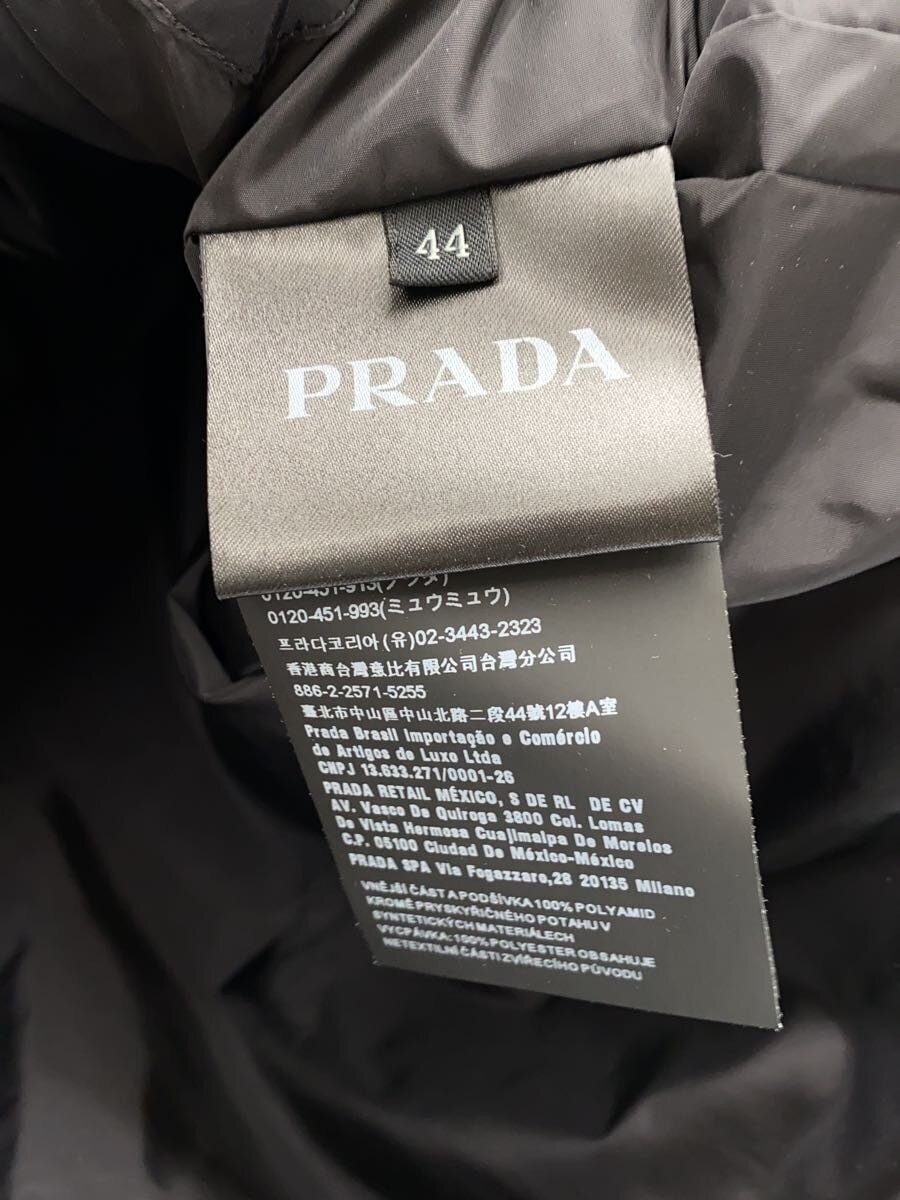 44
PRADA
0120-451-993(ミュウミュウ)
프라다코리아(유)02-3443-2323
香港商台灣意比有限公司台灣分公司
886-2-2571-5255
臺北市中山區中山北路二段44號12樓A室
Prada Brasil Importação e Comércio
de Artigos de Luxo Ltda
CNPJ 13.633.271/0001-26
PRADA RETAIL MÉXICO, S DE RL DE CV
AV. Vasco De Quiroga 3800 Col. Lomas
De Vista Hermosa Cuajimalpa De Morelos
C.P. 05100 Ciudad De México-México
PRADA SPA Via Fogazzaro,28 20135 Milano
VNĚJŠÍ ČÁST A PODŠÍVKA 100% POLYAMID
KROMĚ PRYSKYŘIČNÉHO POTAHU V
SYNTETICKÝCH MATERIÁLECH
VYCPÁVKA: 100% POLYESTER OBSAHUJE
NETEXTILNÍ ČÁSTI ZVÍŘECÍHO PŮVODU